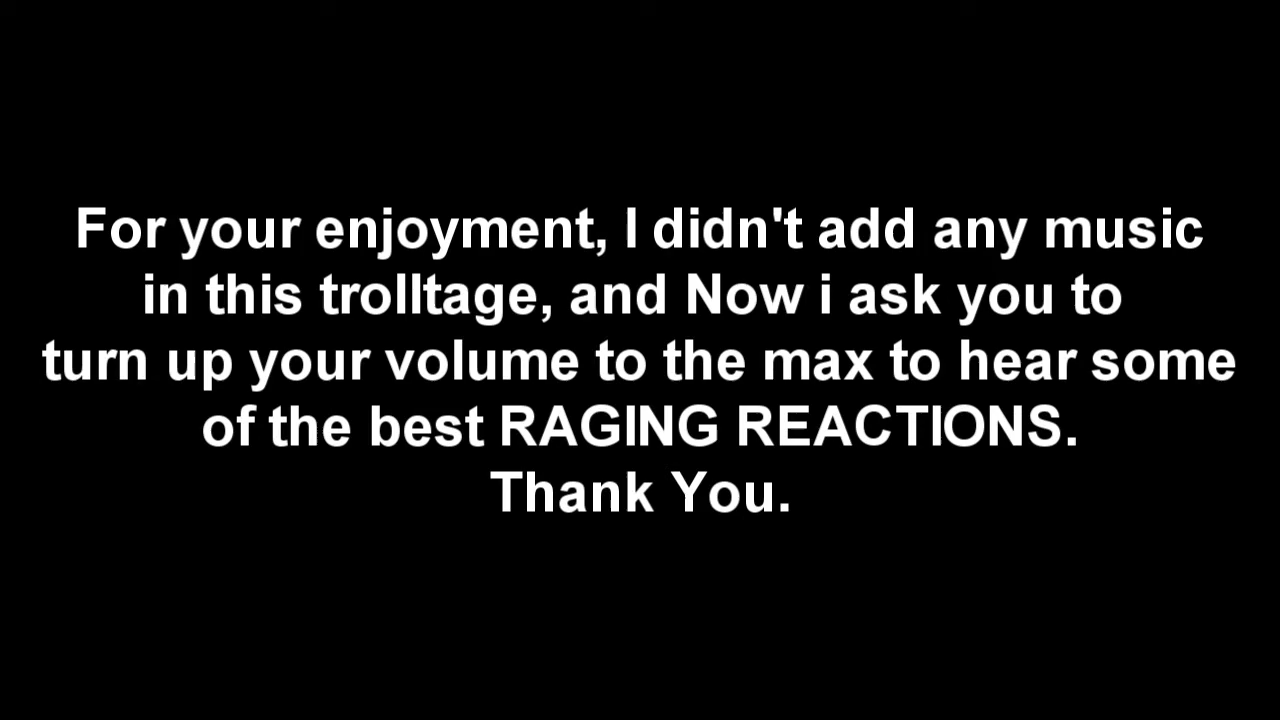 For your enjoyment, I didn't add any music
in this trolltage, and Now i ask you to
turn up your volume to the max to hear some
of the best RAGING REACTIONS.
Thank You.